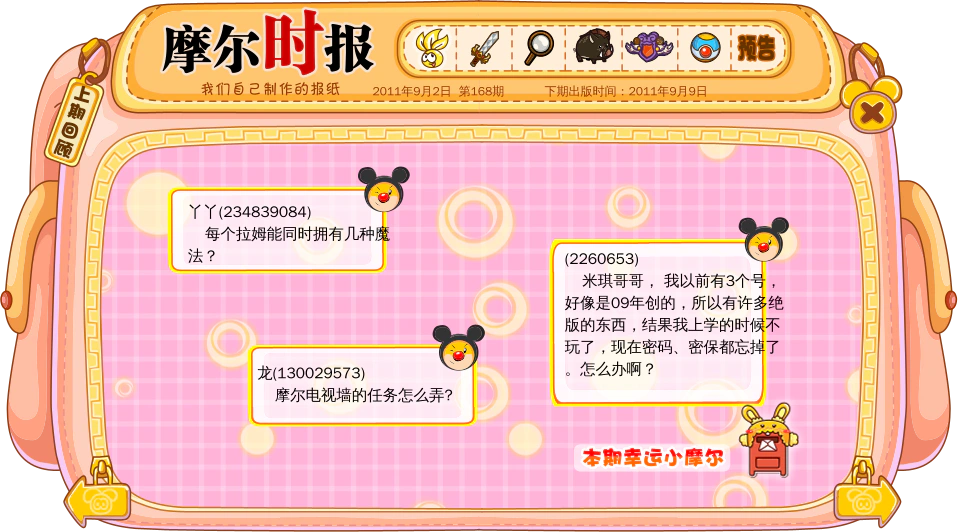 摩尔时报
预告
我们自己制作的报纸 2011年9月2日 第168期 下期出版时间：2011年9月9日
上期回顾
丫丫(234839084)
每个拉姆能同时拥有几种魔
法？
(2260653)
米琪哥哥， 我以前有3个号，
好像是09年创的，所以有许多绝
版的东西，结果我上学的时候不
玩了，现在密码、密保都忘掉了
。怎么办啊？
龙(130029573)
摩尔电视墙的任务怎么弄?
本期幸运小摩尔